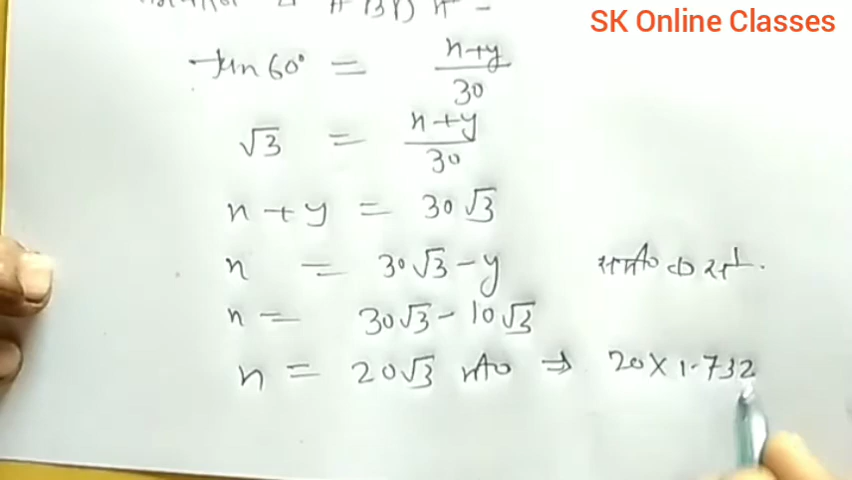 SK Online Classes
tan 60° = x+y / 30
√3 = x+y / 30
x + y = 30√3
x = 30√3 - y
x = 30√3 - 10√3
x = 20√3 मी० ⇒ 20 × 1.732